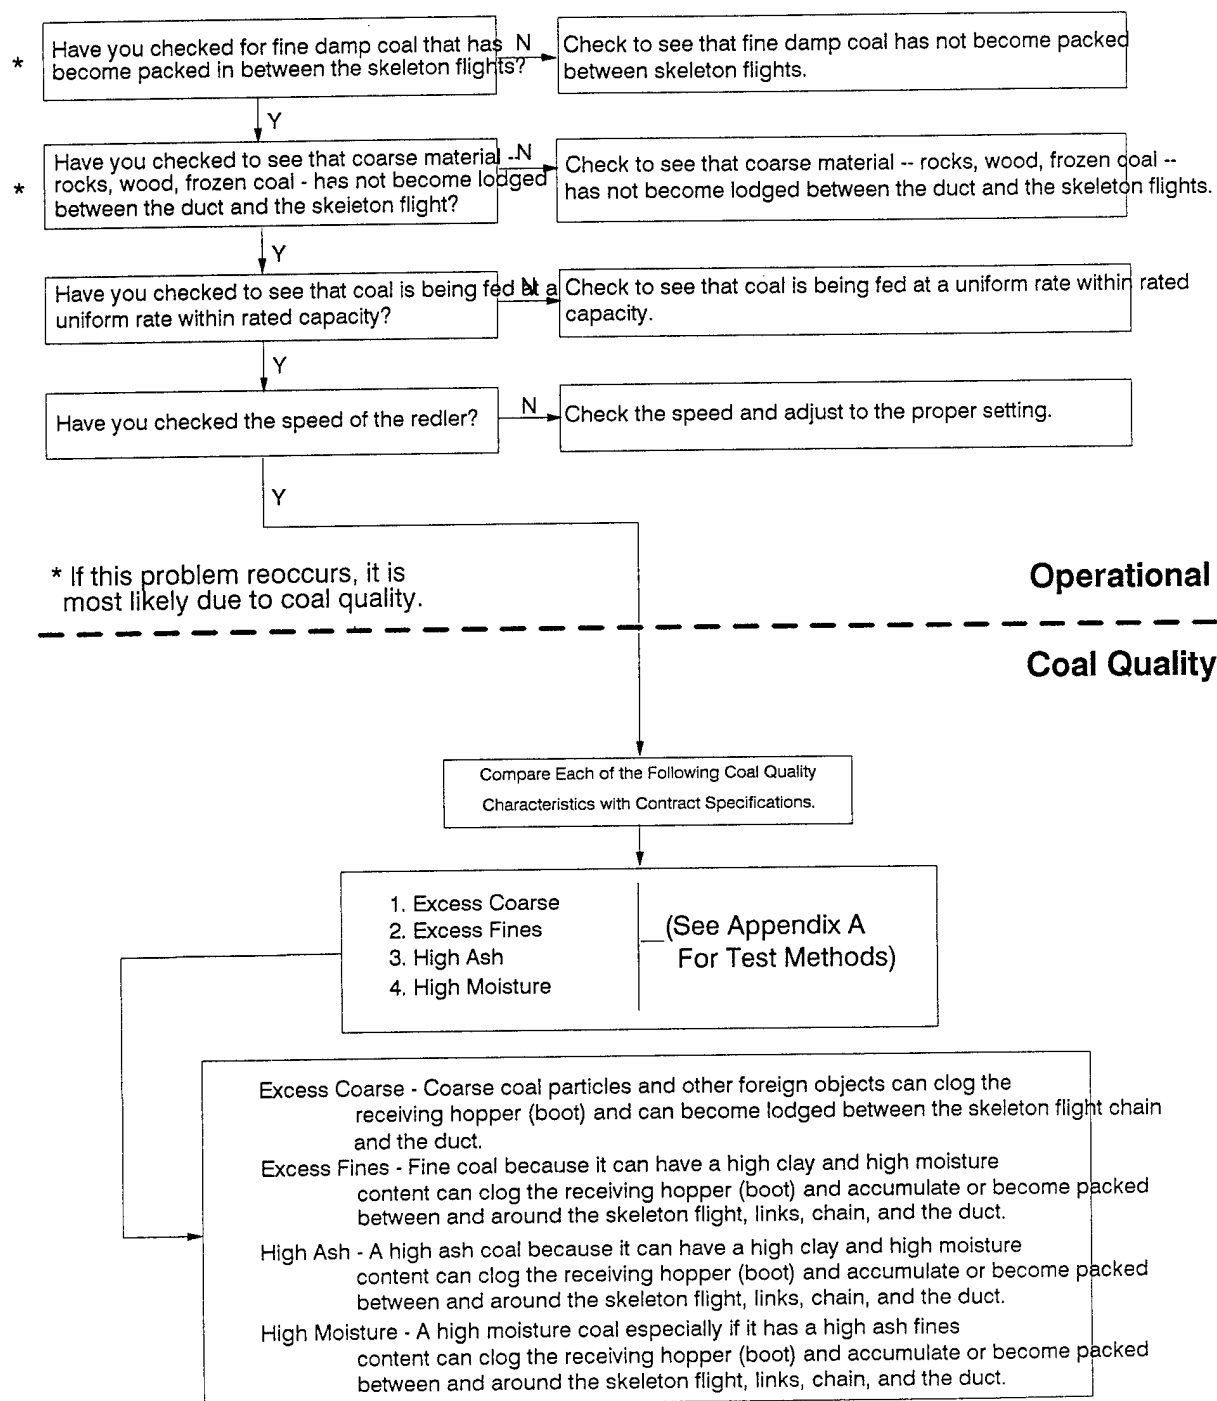 * Have you checked for fine damp coal that has
become packed in between the skeleton flights?
N
Check to see that fine damp coal has not become packed
between skeleton flights.
Y
* Have you checked to see that coarse material --
rocks, wood, frozen coal - has not become lodged
between the duct and the skeleton flight?
N
Check to see that coarse material -- rocks, wood, frozen coal --
has not become lodged between the duct and the skeleton flights.
Y
Have you checked to see that coal is being fed at a
uniform rate within rated capacity?
N
Check to see that coal is being fed at a uniform rate within rated
capacity.
Y
Have you checked the speed of the redler?
N
Check the speed and adjust to the proper setting.
Y
* If this problem reoccurs, it is
most likely due to coal quality.
Operational
Coal Quality
Compare Each of the Following Coal Quality
Characteristics with Contract Specifications.
1. Excess Coarse
2. Excess Fines
3. High Ash
4. High Moisture
(See Appendix A
For Test Methods)
Excess Coarse - Coarse coal particles and other foreign objects can clog the
receiving hopper (boot) and can become lodged between the skeleton flight chain
and the duct.
Excess Fines - Fine coal because it can have a high clay and high moisture
content can clog the receiving hopper (boot) and accumulate or become packed
between and around the skeleton flight, links, chain, and the duct.
High Ash - A high ash coal because it can have a high clay and high moisture
content can clog the receiving hopper (boot) and accumulate or become packed
between and around the skeleton flight, links, chain, and the duct.
High Moisture - A high moisture coal especially if it has a high ash fines
content can clog the receiving hopper (boot) and accumulate or become packed
between and around the skeleton flight, links, chain, and the duct.